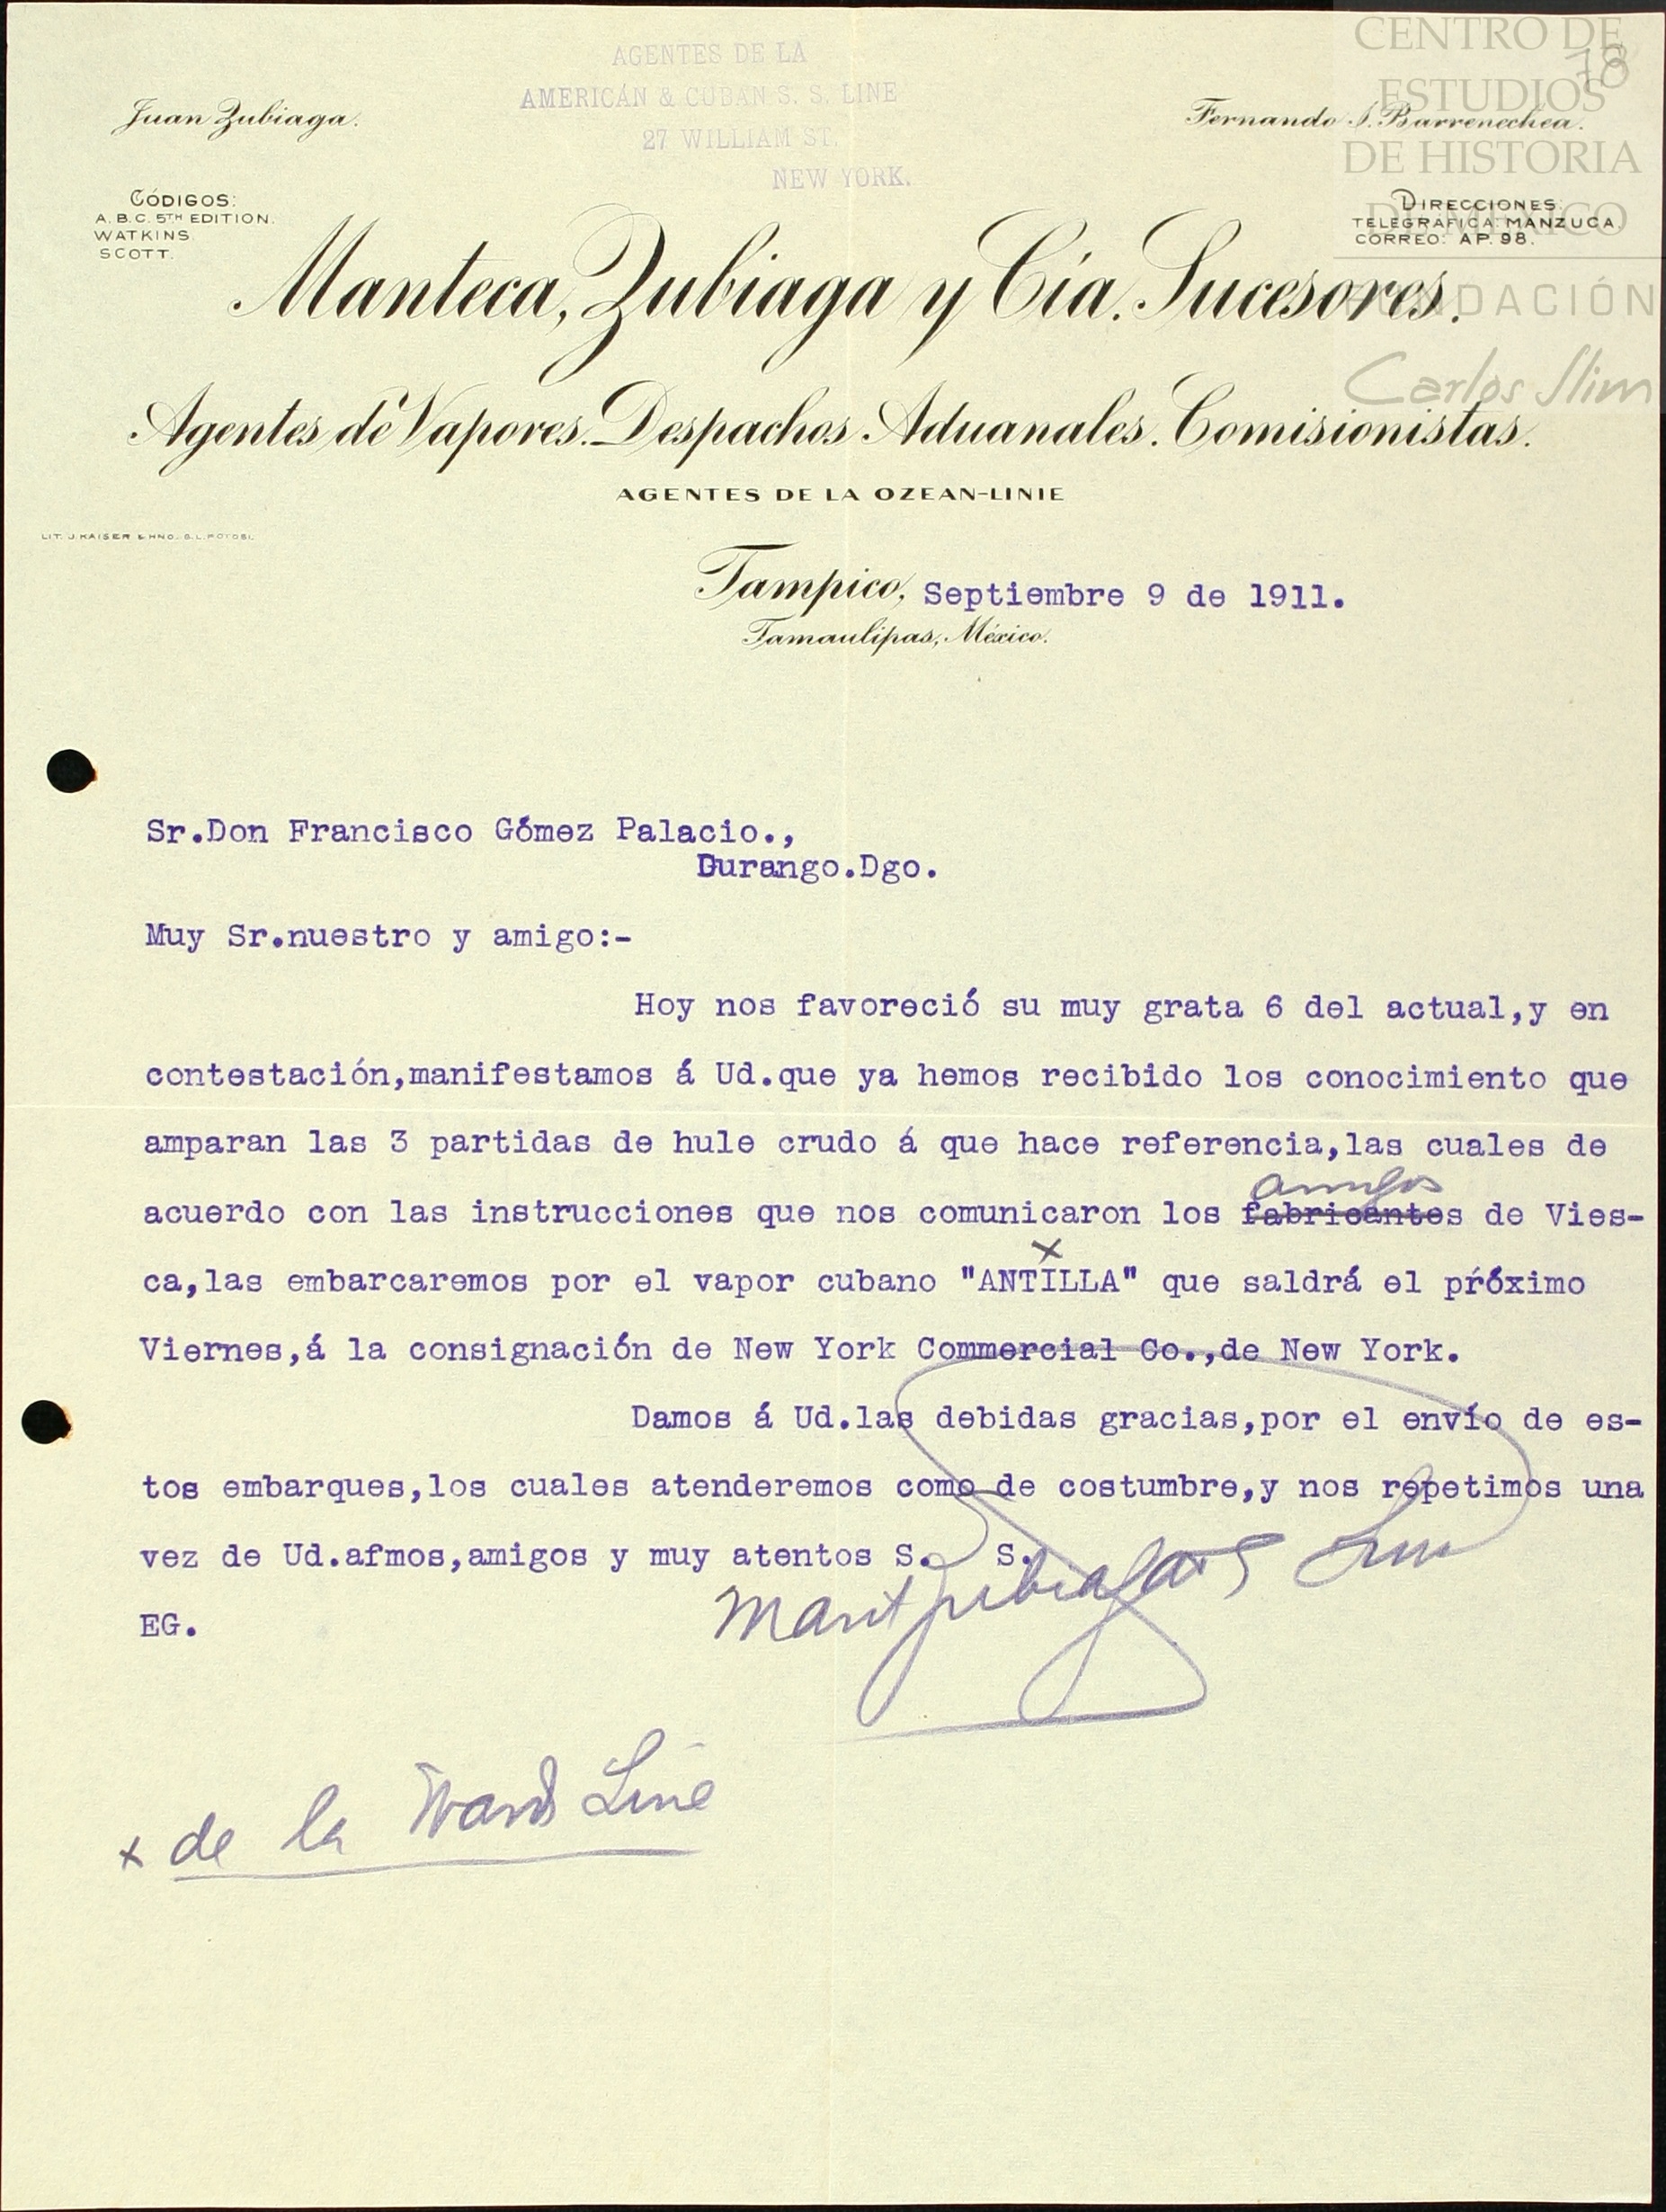 CENTRO DE
ESTUDIOS
DE HISTORIA
DE MÉXICO
FUNDACIÓN
Carlos Slim
78
AGENTES DE LA
AMERICÁN & CUBAN S. S. LINE
27 WILLIAM ST.
NEW YORK.
Juan Zubiaga.
Fernando S. Barrenechea.
CÓDIGOS:
A. B. C. 5TH EDITION.
WATKINS.
SCOTT.
DIRECCIONES:
TELEGRÁFICA: MANZUCA.
CORREO: AP. 98.
Manteca, Zubiaga y Cía. Sucesores.
Agentes de Vapores. Despachos Aduanales. Comisionistas.
AGENTES DE LA OZEAN-LINIE
LIT. J. KAISER & HNO. S. L. POTOSI.
Tampico, Septiembre 9 de 1911.
Tamaulipas, México.
Sr.Don Francisco Gómez Palacio.,
Durango.Dgo.
Muy Sr.nuestro y amigo:-
Hoy nos favoreció su muy grata 6 del actual,y en
contestación,manifestamos á Ud.que ya hemos recibido los conocimiento que
amparan las 3 partidas de hule crudo á que hace referencia,las cuales de
amigos
acuerdo con las instrucciones que nos comunicaron los fabricantes de Vies-
x
ca,las embarcaremos por el vapor cubano "ANTILLA" que saldrá el próximo
Viernes,á la consignación de New York Commercial Co.,de New York.
Damos á Ud.las debidas gracias,por el envío de es-
tos embarques,los cuales atenderemos como de costumbre,y nos repetimos una
vez de Ud.afmos,amigos y muy atentos S. S.
EG.
x de la Ward Line